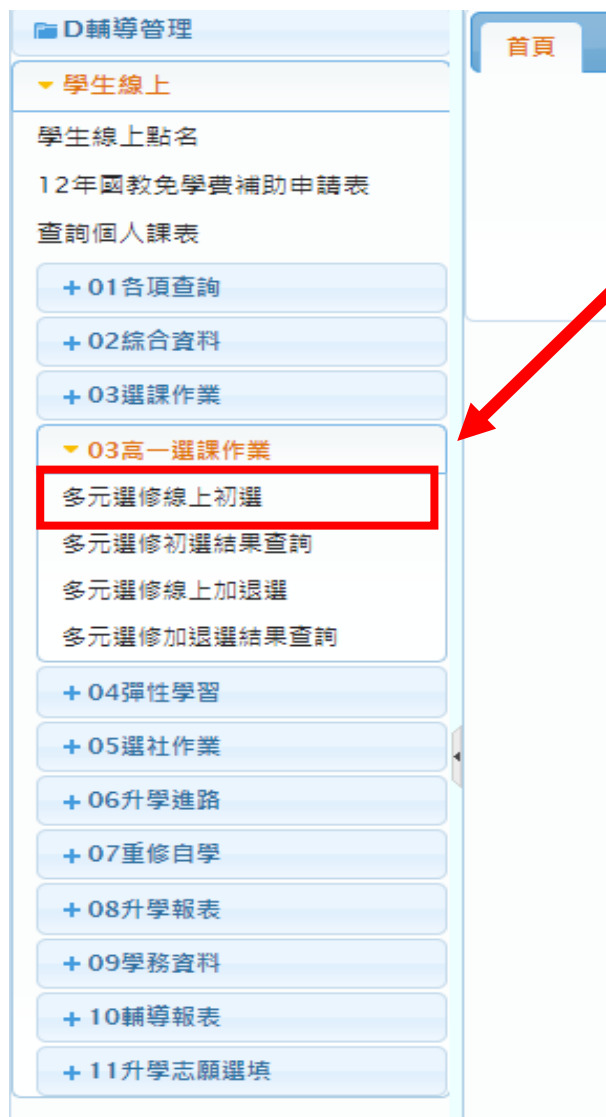 D輔導管理
首頁
學生線上
學生線上點名
12年國教免學費補助申請表
查詢個人課表
+ 01各項查詢
+ 02綜合資料
+ 03選課作業
03高一選課作業
多元選修線上初選
多元選修初選結果查詢
多元選修線上加退選
多元選修加退選結果查詢
+ 04彈性學習
+ 05選社作業
+ 06升學進路
+ 07重修自學
+ 08升學報表
+ 09學務資料
+ 10輔導報表
+ 11升學志願選填